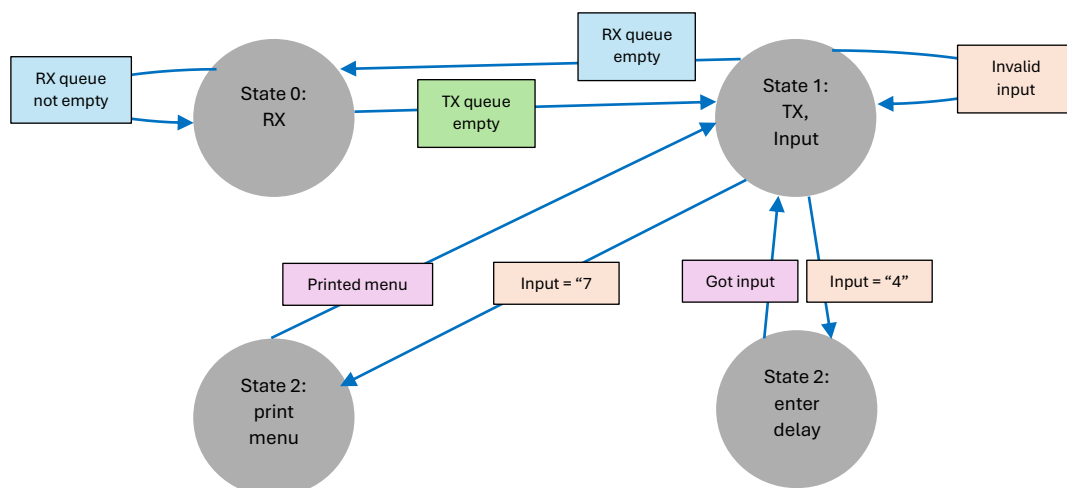 RX queue
empty
RX queue
not empty
State 0:
RX
TX queue
empty
State 1:
TX,
Input
Invalid
input
Printed menu
Input = “7
Got input
Input = “4”
State 2:
print
menu
State 2:
enter
delay